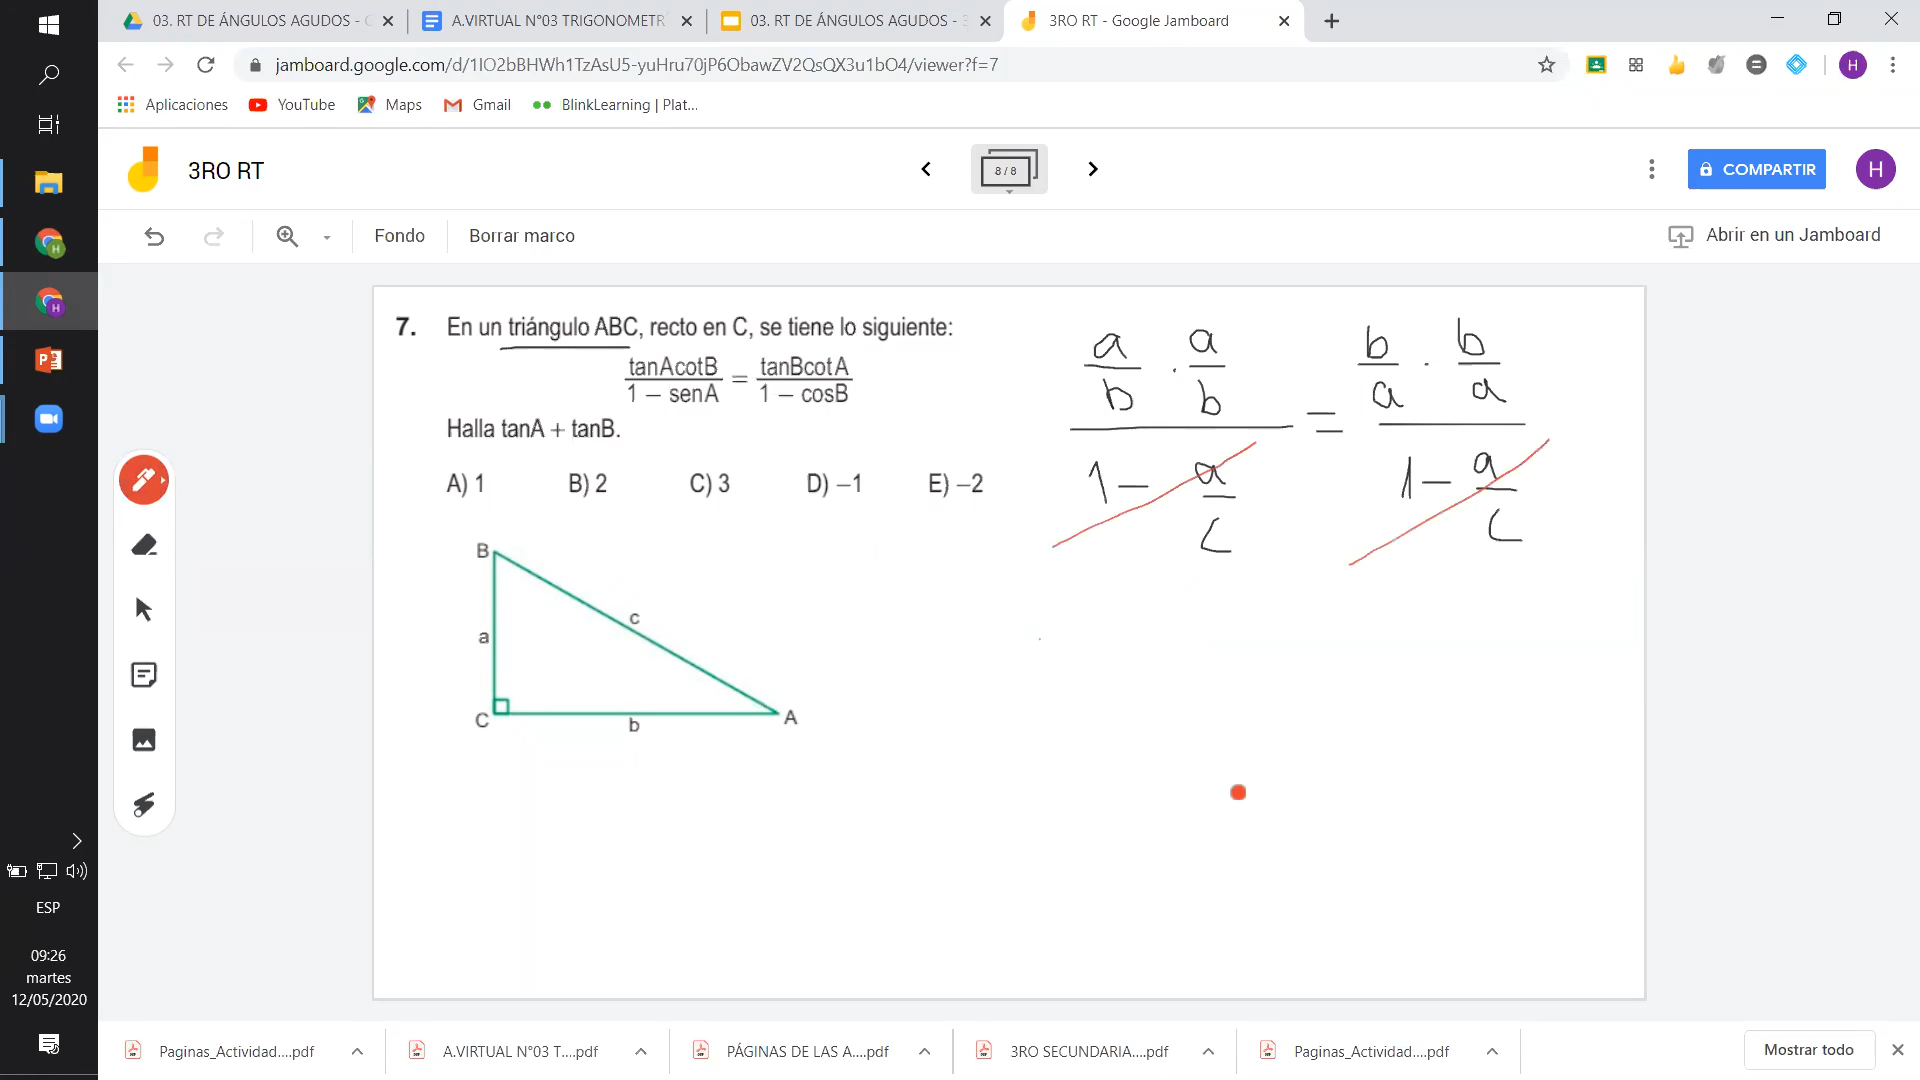 03. RT DE ÁNGULOS AGUDOS - G
A.VIRTUAL N°03 TRIGONOMETR
03. RT DE ÁNGULOS AGUDOS - 3
3RO RT - Google Jamboard
jamboard.google.com/d/1IO2bBHWh1TzAsU5-yuHru70jP6ObawZV2QsQX3u1bO4/viewer?f=7
H
Aplicaciones
YouTube
Maps
Gmail
BlinkLearning | Plat...
3RO RT
8 / 8
COMPARTIR
H
Fondo
Borrar marco
Abrir en un Jamboard
7. En un triángulo ABC, recto en C, se tiene lo siguiente:
tanAcotB / 1 − senA = tanBcotA / 1 − cosB
Halla tanA + tanB.
A) 1 B) 2 C) 3 D) −1 E) −2
a/b · a/b = b/a · b/a
1 − a/c 1 − a/c
B
c
a
C
b
A
ESP
09:26
martes
12/05/2020
Paginas_Actividad....pdf
A.VIRTUAL N°03 T....pdf
PÁGINAS DE LAS A....pdf
3RO SECUNDARIA....pdf
Paginas_Actividad....pdf
Mostrar todo